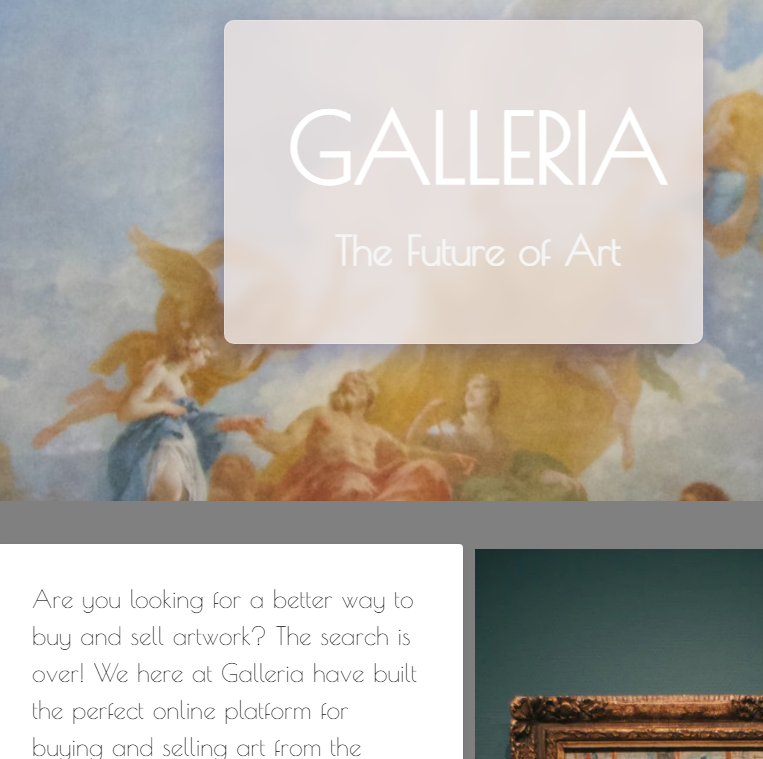 GALLERIA
The Future of Art
Are you looking for a better way to
buy and sell artwork? The search is
over! We here at Galleria have built
the perfect online platform for
buying and selling art from the